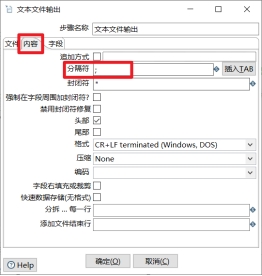 文本文件输出
步骤名称 文本文件输出
文件 内容 字段
追加方式
分隔符 ; 插入TAB
封闭符 "
强制在字段周围加封闭符?
禁用封闭符修复
头部
尾部
格式 CR+LF terminated (Windows, DOS)
压缩 None
编码
字段右填充或裁剪
快速数据存储(无格式)
分拆 ... 每一行
添加文件结束行
Help 确定(O) 取消(C)